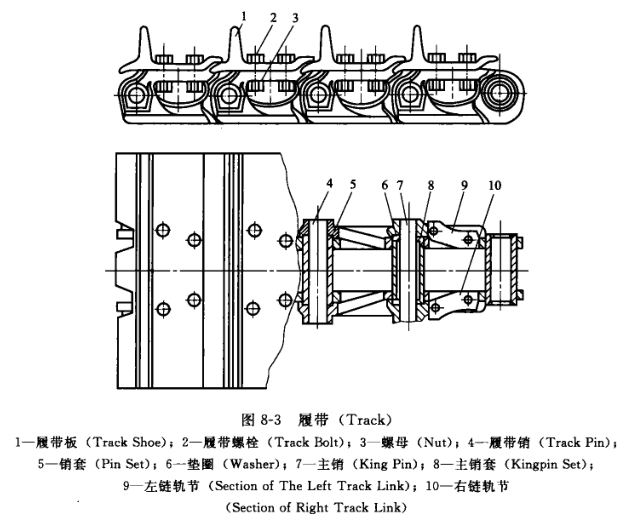 1
2
3
4
5
6
7
8
9
10
图 8-3 履带（Track）
1—履带板（Track Shoe）；2—履带螺栓（Track Bolt）；3—螺母（Nut）；4—履带销（Track Pin）；
5—销套（Pin Set）；6—垫圈（Washer）；7—主销（King Pin）；8—主销套（Kingpin Set）；
9—左链轨节（Section of The Left Track Link）；10—右链轨节
（Section of Right Track Link）